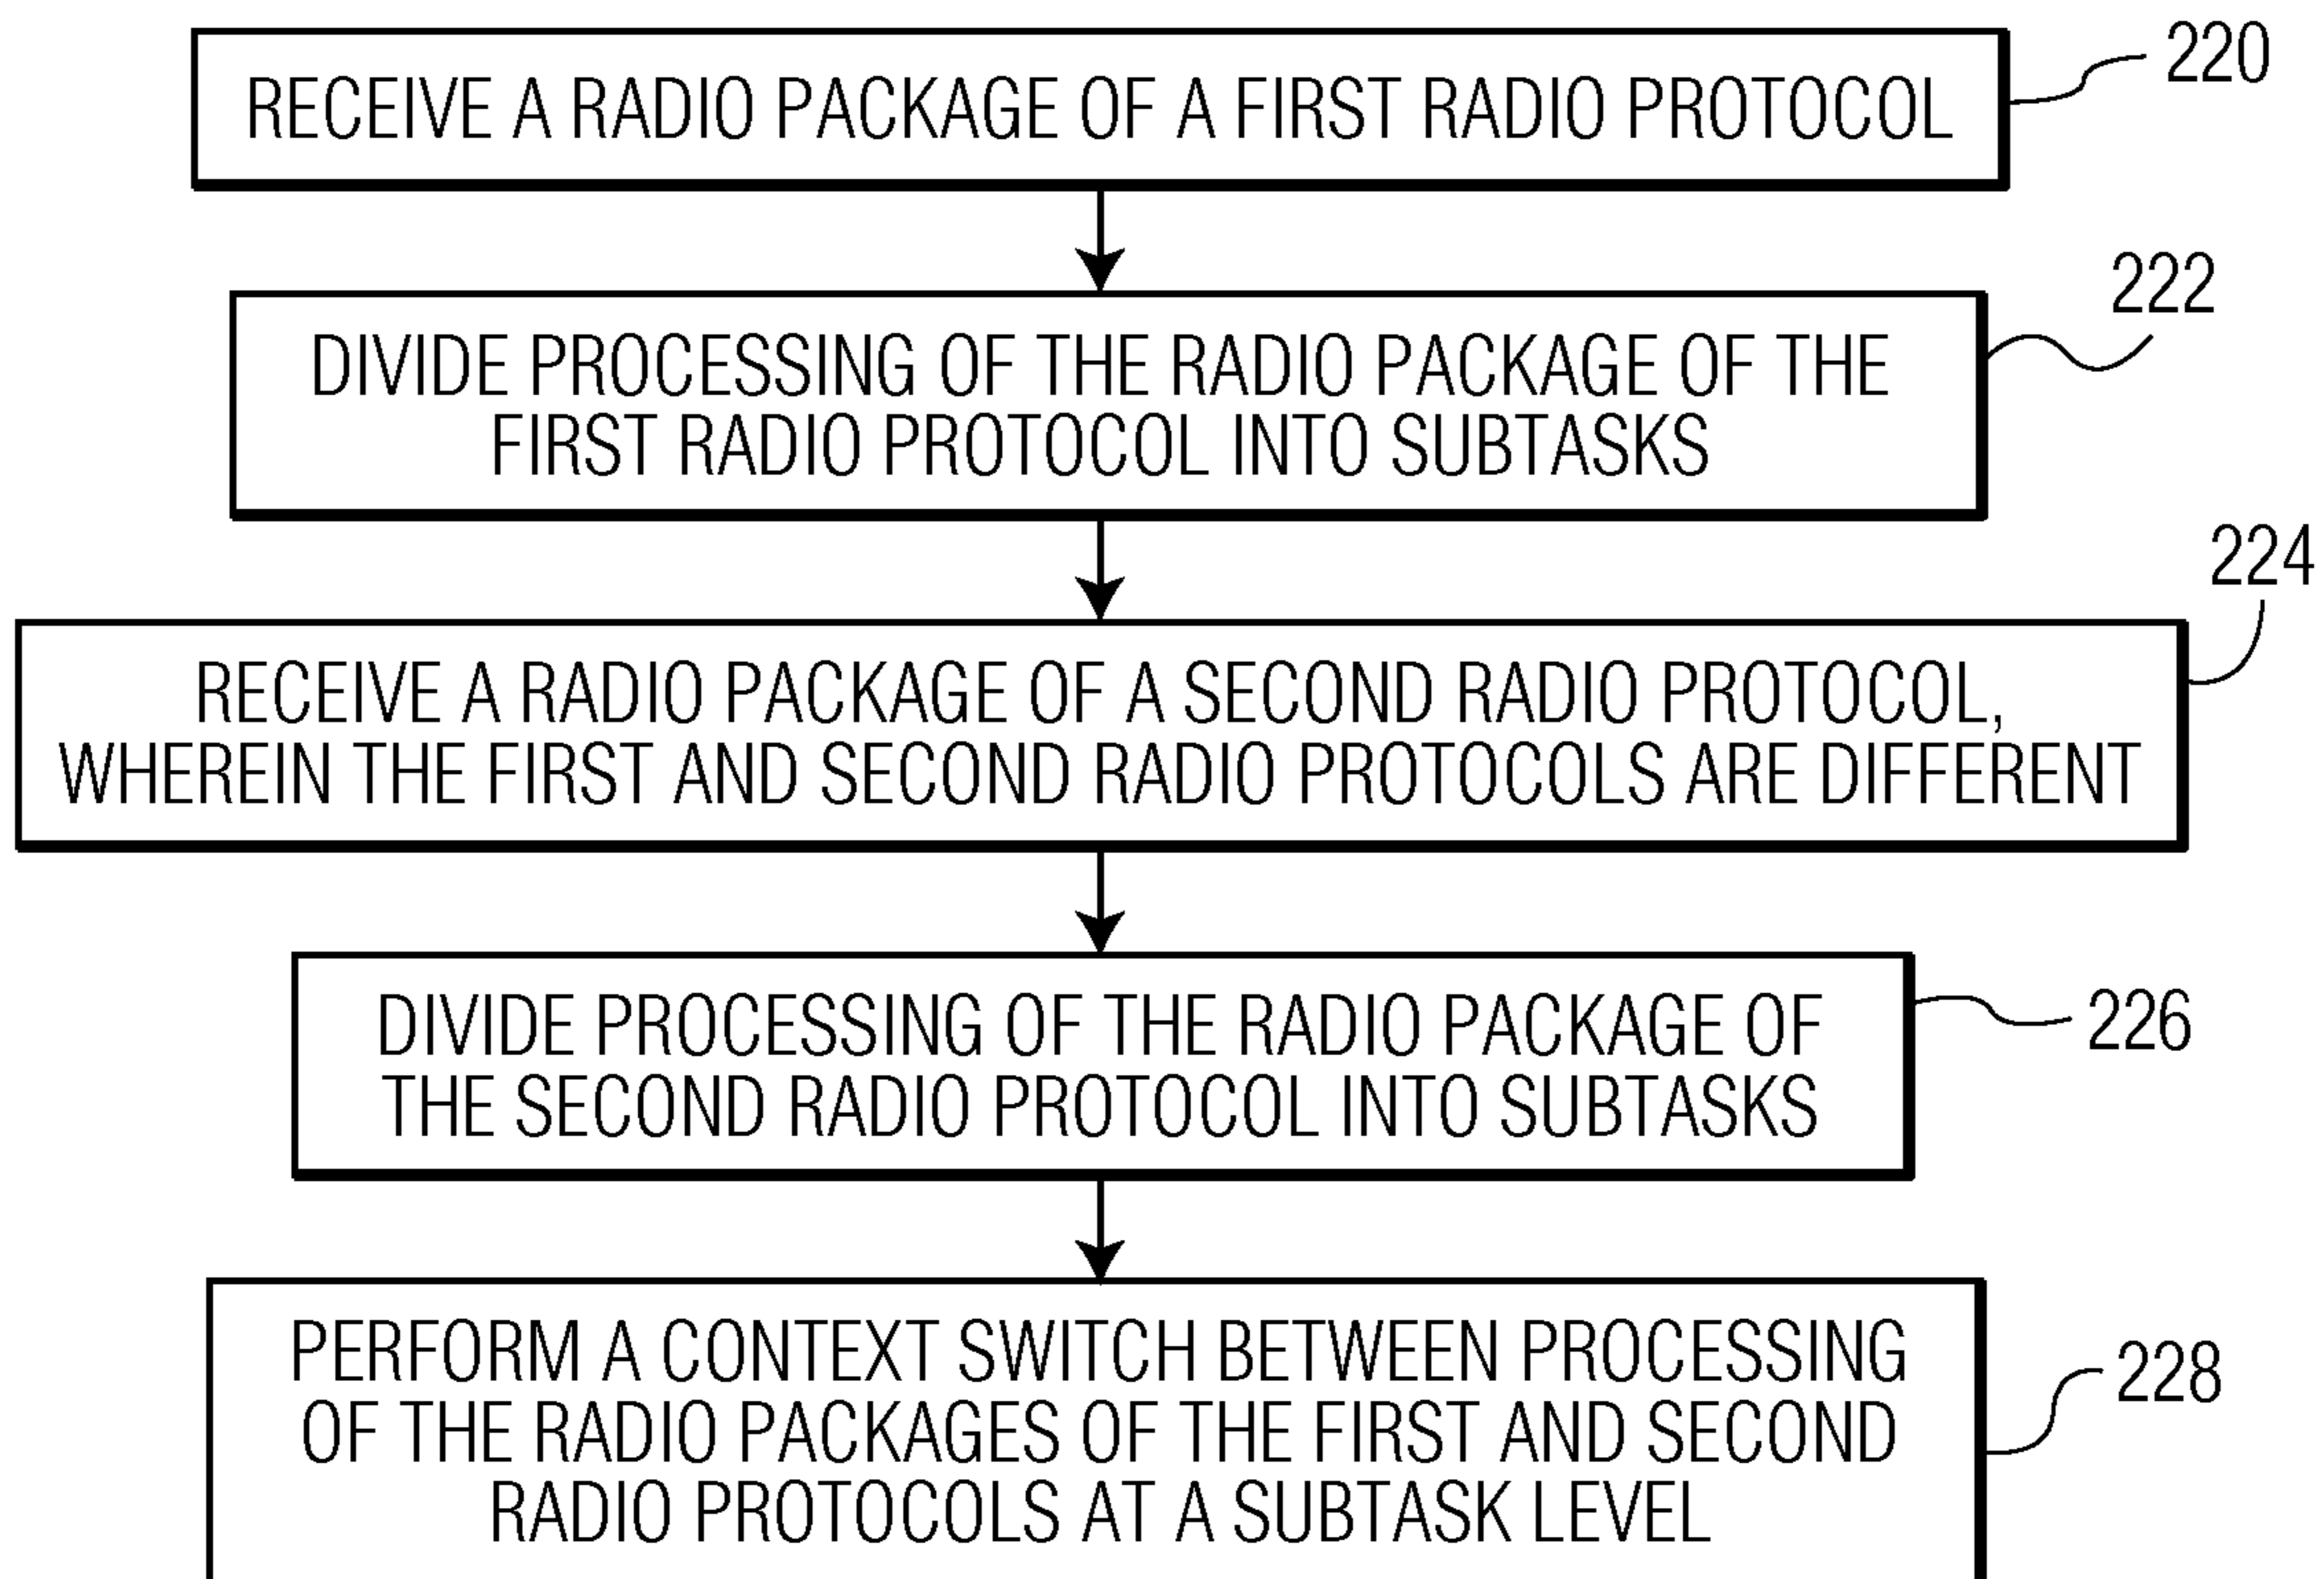 RECEIVE A RADIO PACKAGE OF A FIRST RADIO PROTOCOL
220
DIVIDE PROCESSING OF THE RADIO PACKAGE OF THE
FIRST RADIO PROTOCOL INTO SUBTASKS
222
RECEIVE A RADIO PACKAGE OF A SECOND RADIO PROTOCOL,
WHEREIN THE FIRST AND SECOND RADIO PROTOCOLS ARE DIFFERENT
224
DIVIDE PROCESSING OF THE RADIO PACKAGE OF
THE SECOND RADIO PROTOCOL INTO SUBTASKS
226
PERFORM A CONTEXT SWITCH BETWEEN PROCESSING
OF THE RADIO PACKAGES OF THE FIRST AND SECOND
RADIO PROTOCOLS AT A SUBTASK LEVEL
228